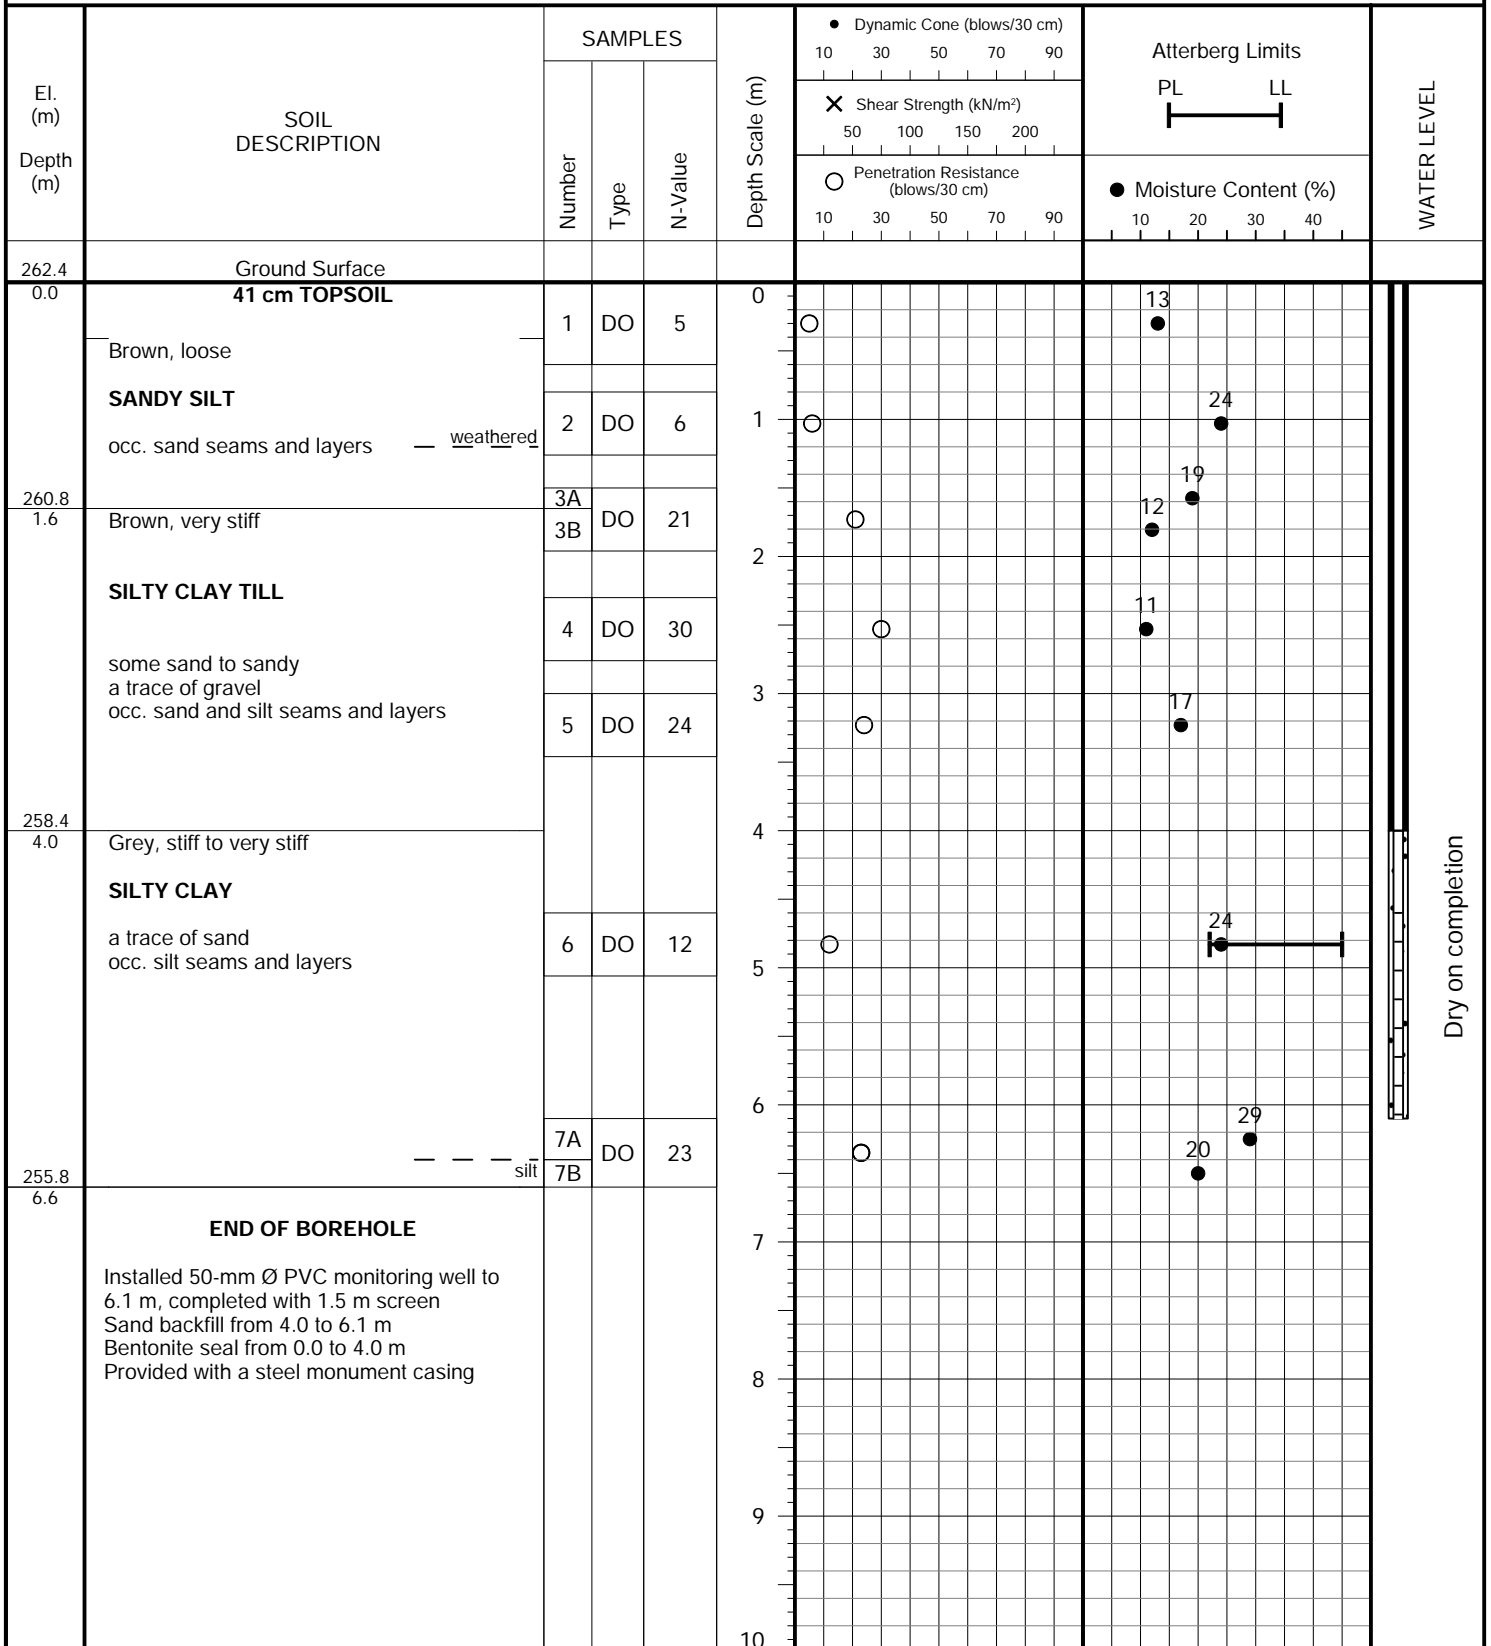 El.
(m)
Depth
(m)
SOIL
DESCRIPTION
SAMPLES
Number
Type
N-Value
Depth Scale (m)
Dynamic Cone (blows/30 cm)
10 30 50 70 90
Shear Strength (kN/m²)
50 100 150 200
Penetration Resistance
(blows/30 cm)
10 30 50 70 90
Atterberg Limits
PL LL
Moisture Content (%)
10 20 30 40
WATER LEVEL
262.4
Ground Surface
0.0
41 cm TOPSOIL
0
13
1 DO 5
Brown, loose
SANDY SILT
24
1
2 DO 6
weathered
occ. sand seams and layers
19
260.8
3A
12
1.6
Brown, very stiff
DO 21
3B
2
SILTY CLAY TILL
11
4 DO 30
some sand to sandy
a trace of gravel
3
17
occ. sand and silt seams and layers
5 DO 24
258.4
4
4.0
Grey, stiff to very stiff
SILTY CLAY
24
a trace of sand
6 DO 12
occ. silt seams and layers
5
Dry on completion
6
29
7A
20
DO 23
silt
7B
255.8
6.6
END OF BOREHOLE
7
Installed 50-mm Ø PVC monitoring well to
6.1 m, completed with 1.5 m screen
Sand backfill from 4.0 to 6.1 m
Bentonite seal from 0.0 to 4.0 m
Provided with a steel monument casing
8
9
10